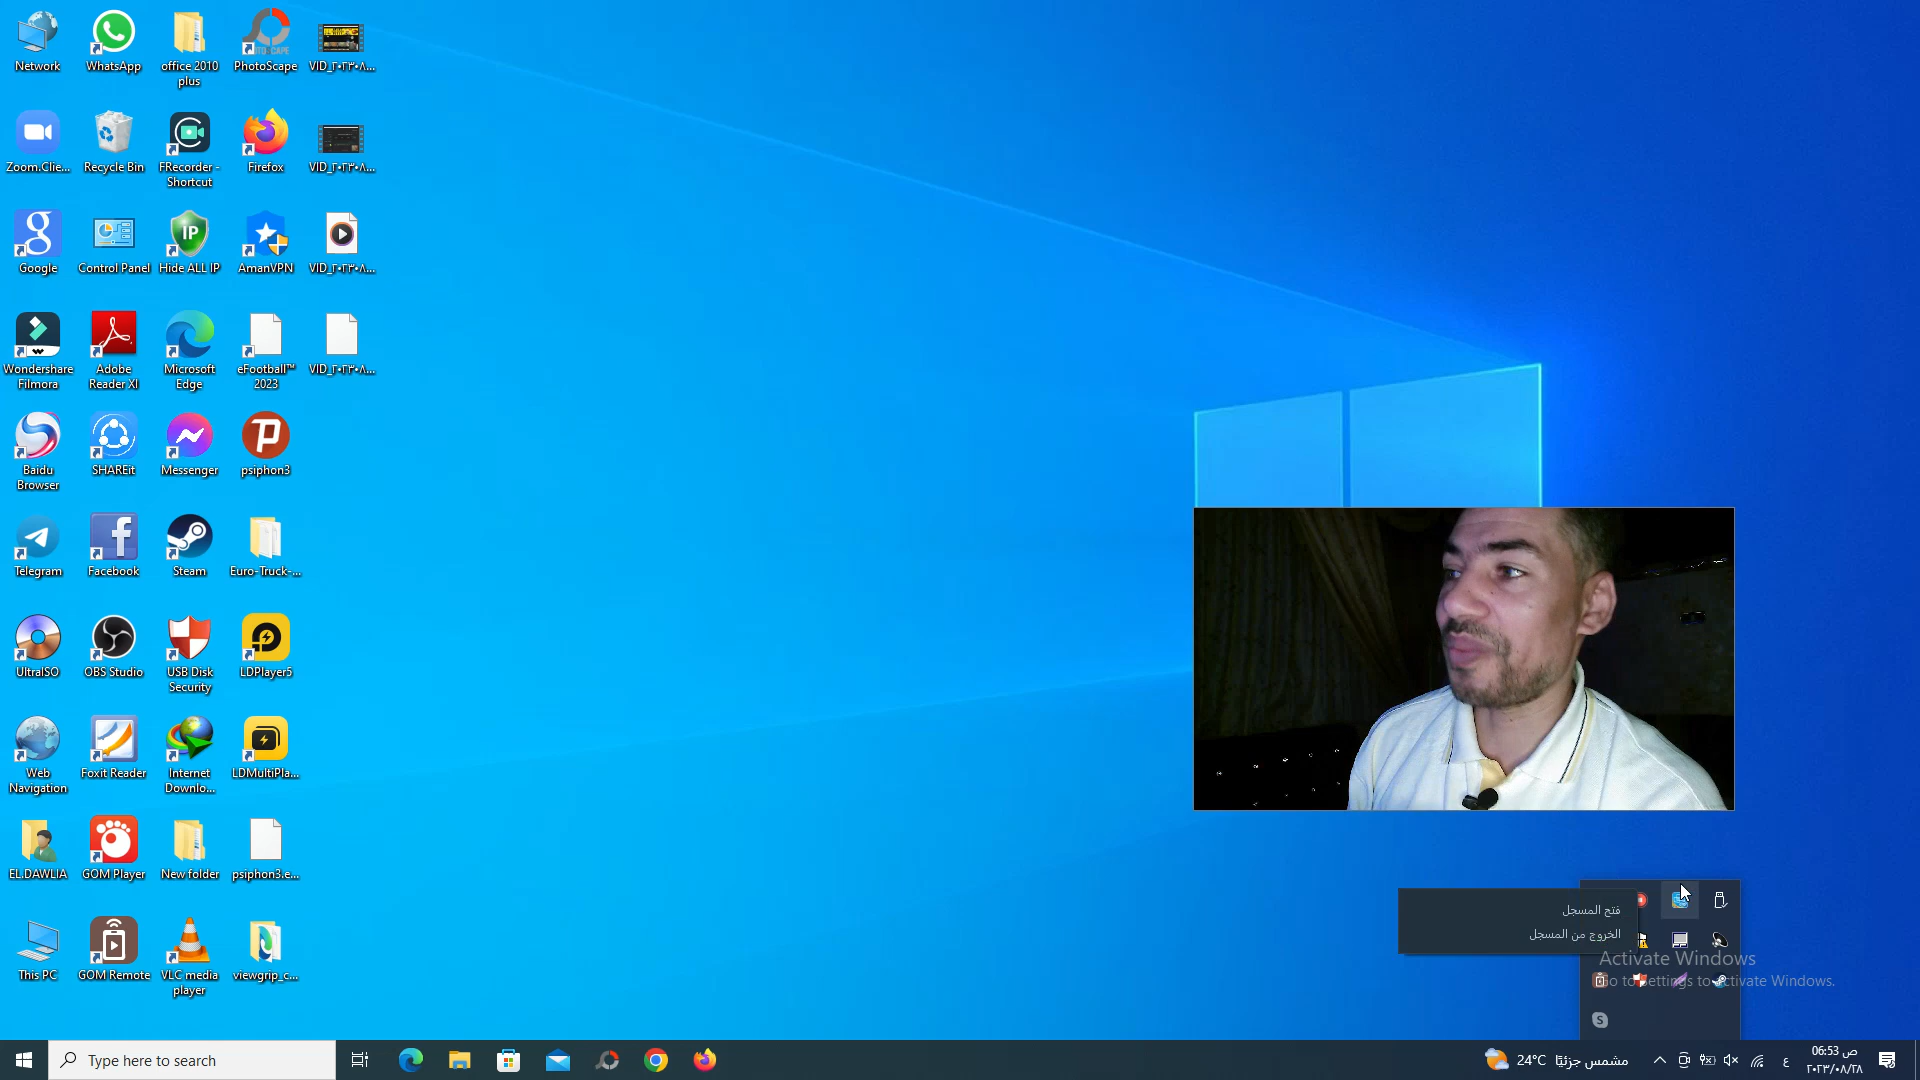 Network
WhatsApp
office 2010
plus
PhotoScape
VID_٢٠٢٣٠٨...
Zoom.Clie...
Recycle Bin
FRecorder -
Shortcut
Firefox
VID_٢٠٢٣٠٨...
Google
Control Panel
Hide ALL IP
AmanVPN
VID_٢٠٢٣٠٨...
Wondershare
Filmora
Adobe
Reader XI
Microsoft
Edge
eFootball™
2023
VID_٢٠٢٣٠٨...
Baidu
Browser
SHAREit
Messenger
psiphon3
Telegram
Facebook
Steam
Euro-Truck-...
UltraISO
OBS Studio
USB Disk
Security
LDPlayer5
Web
Navigation
Foxit Reader
Internet
Downlo...
LDMultiPla...
EL.DAWLIA
GOM Player
New folder
psiphon3.e...
This PC
GOM Remote
VLC media
player
viewgrip_c...
فتح المسجل
الخروج من المسجل
Activate Windows
Go to Settings to activate Windows.
Type here to search
24°C مشمس جزئيًا
ع
06:53 ص
٢٠٢٣/٠٨/٢٨